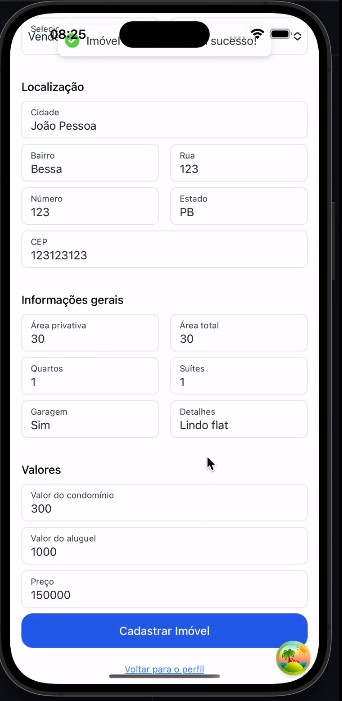 Selecio
08:25
Vend
Imóvel
sucesso!
Localização
Cidade
João Pessoa
Bairro
Rua
Bessa
123
Número
Estado
123
PB
CEP
123123123
Informações gerais
Área privativa
Área total
30
30
Quartos
Suítes
1
1
Garagem
Detalhes
Sim
Lindo flat
Valores
Valor do condomínio
300
Valor do aluguel
1000
Preço
150000
Cadastrar Imóvel
Voltar para o perfil